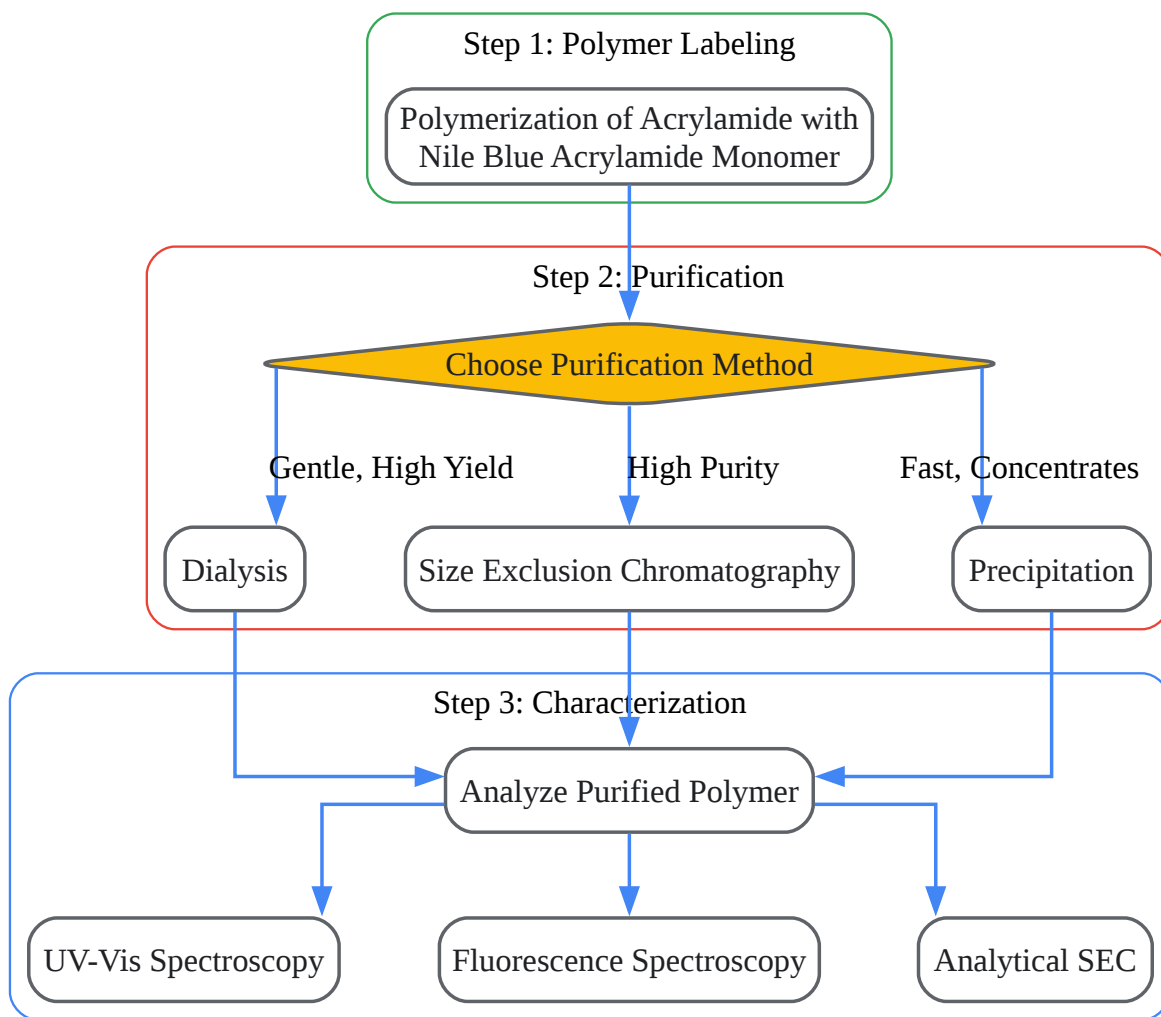 Step 1: Polymer Labeling
Polymerization of Acrylamide with
Nile Blue Acrylamide Monomer
Step 2: Purification
Choose Purification Method
Gentle, High Yield
High Purity
Fast, Concentrates
Dialysis
Size Exclusion Chromatography
Precipitation
Step 3: Characterization
Analyze Purified Polymer
UV-Vis Spectroscopy
Fluorescence Spectroscopy
Analytical SEC